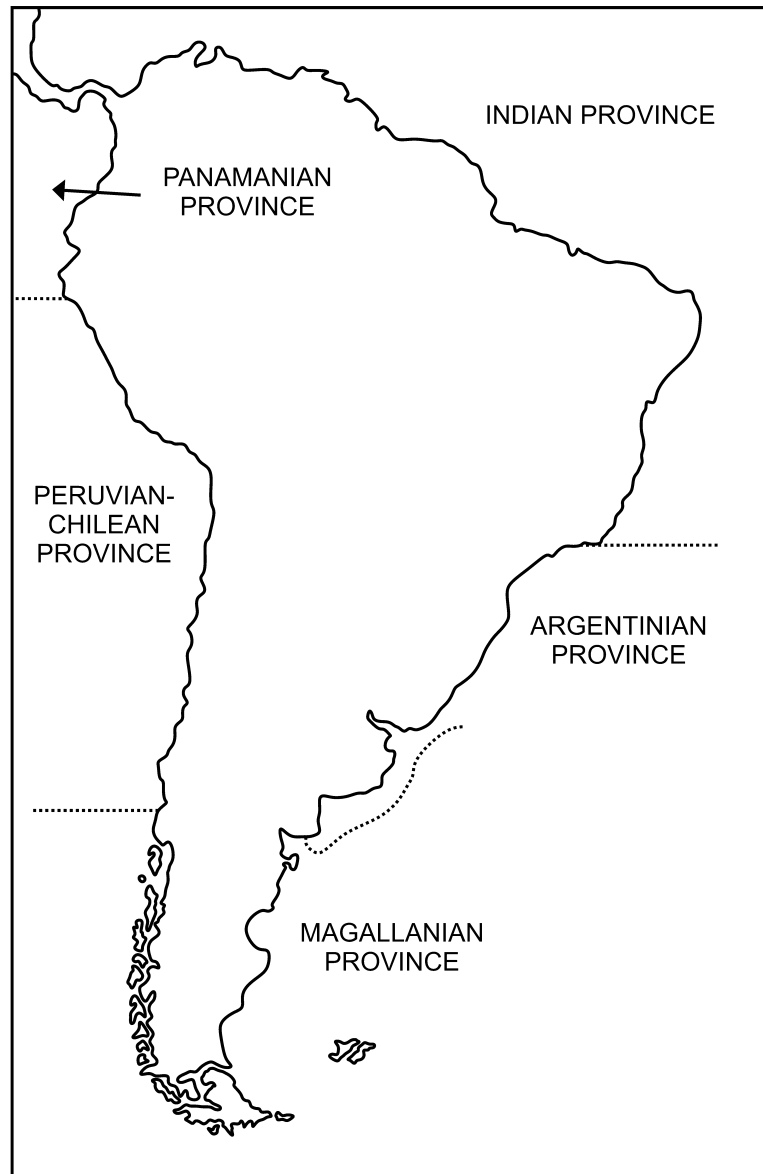 INDIAN PROVINCE
PANAMANIAN
PROVINCE
PERUVIAN-
CHILEAN
PROVINCE
ARGENTINIAN
PROVINCE
MAGALLANIAN
PROVINCE